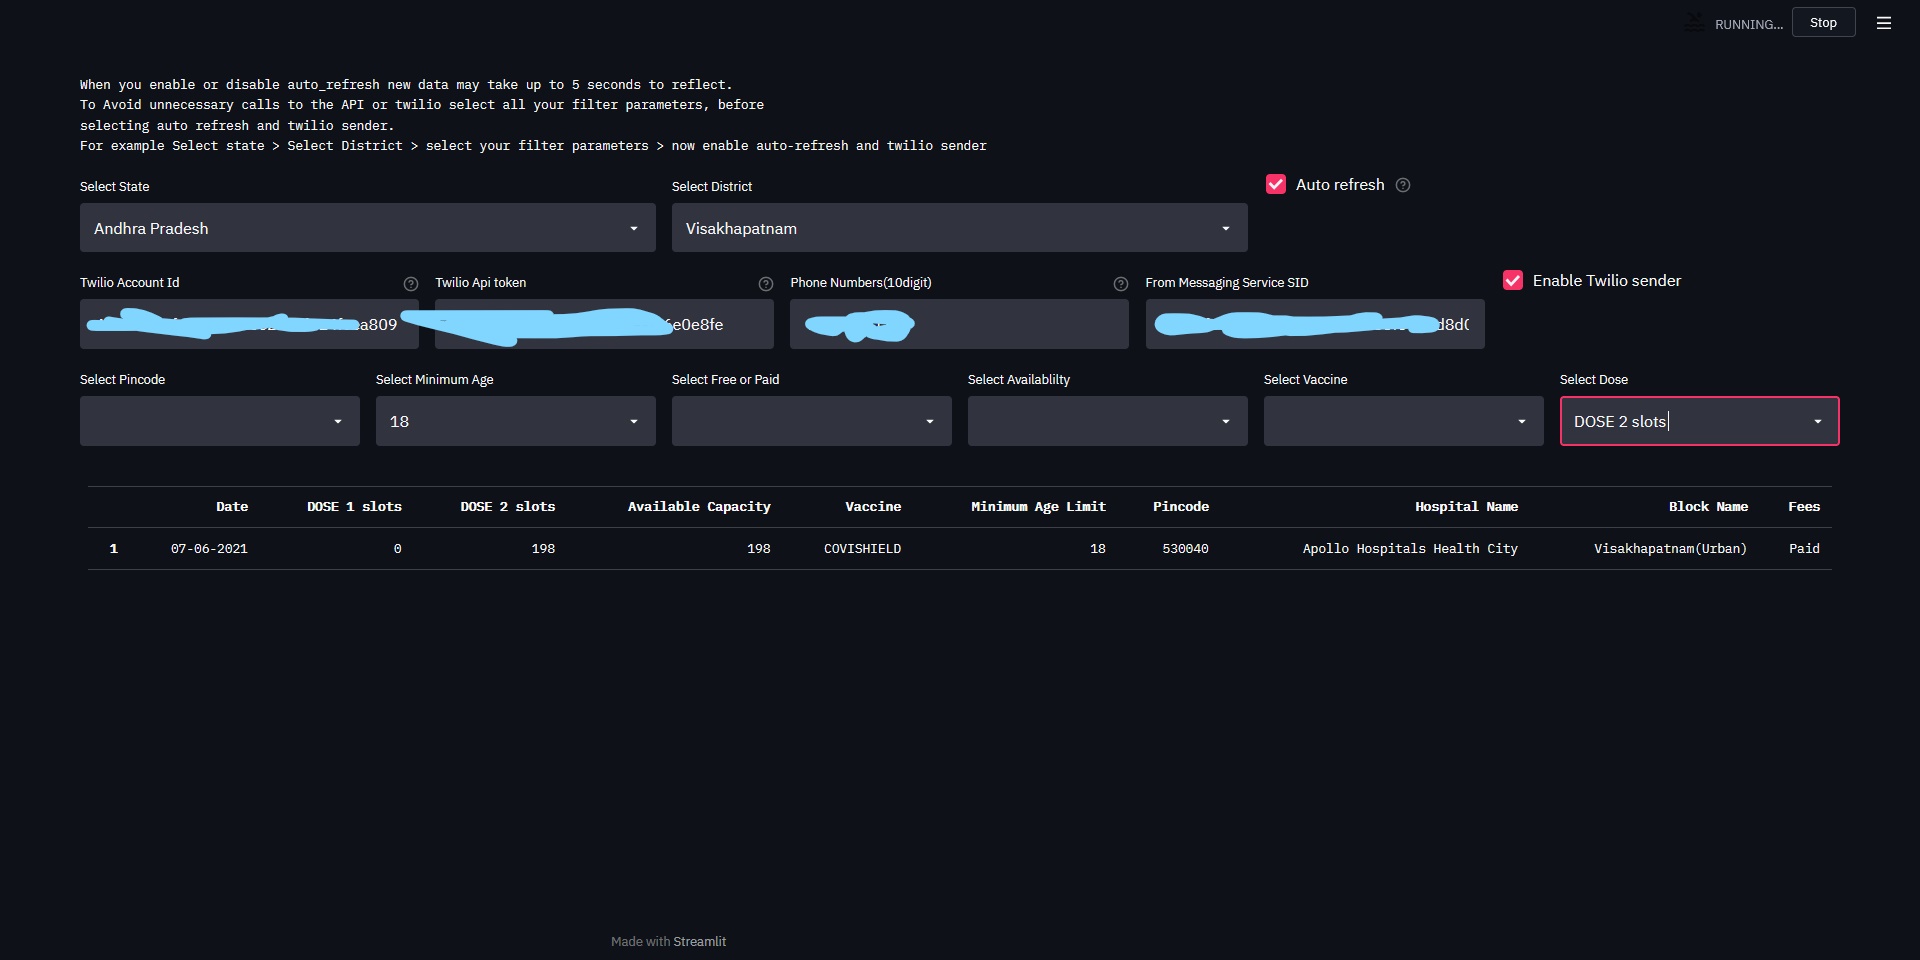 RUNNING... Stop
When you enable or disable auto_refresh new data may take up to 5 seconds to reflect.
To Avoid unnecessary calls to the API or twilio select all your filter parameters, before
selecting auto refresh and twilio sender.
For example Select state > Select District > select your filter parameters > now enable auto-refresh and twilio sender
Select State Select District Auto refresh
Andhra Pradesh Visakhapatnam
Twilio Account Id Twilio Api token Phone Numbers(10digit) From Messaging Service SID Enable Twilio sender
Select Pincode Select Minimum Age Select Free or Paid Select Availablilty Select Vaccine Select Dose
18 DOSE 2 slots
Date DOSE 1 slots DOSE 2 slots Available Capacity Vaccine Minimum Age Limit Pincode Hospital Name Block Name Fees
1 07-06-2021 0 198 198 COVISHIELD 18 530040 Apollo Hospitals Health City Visakhapatnam(Urban) Paid
Made with Streamlit